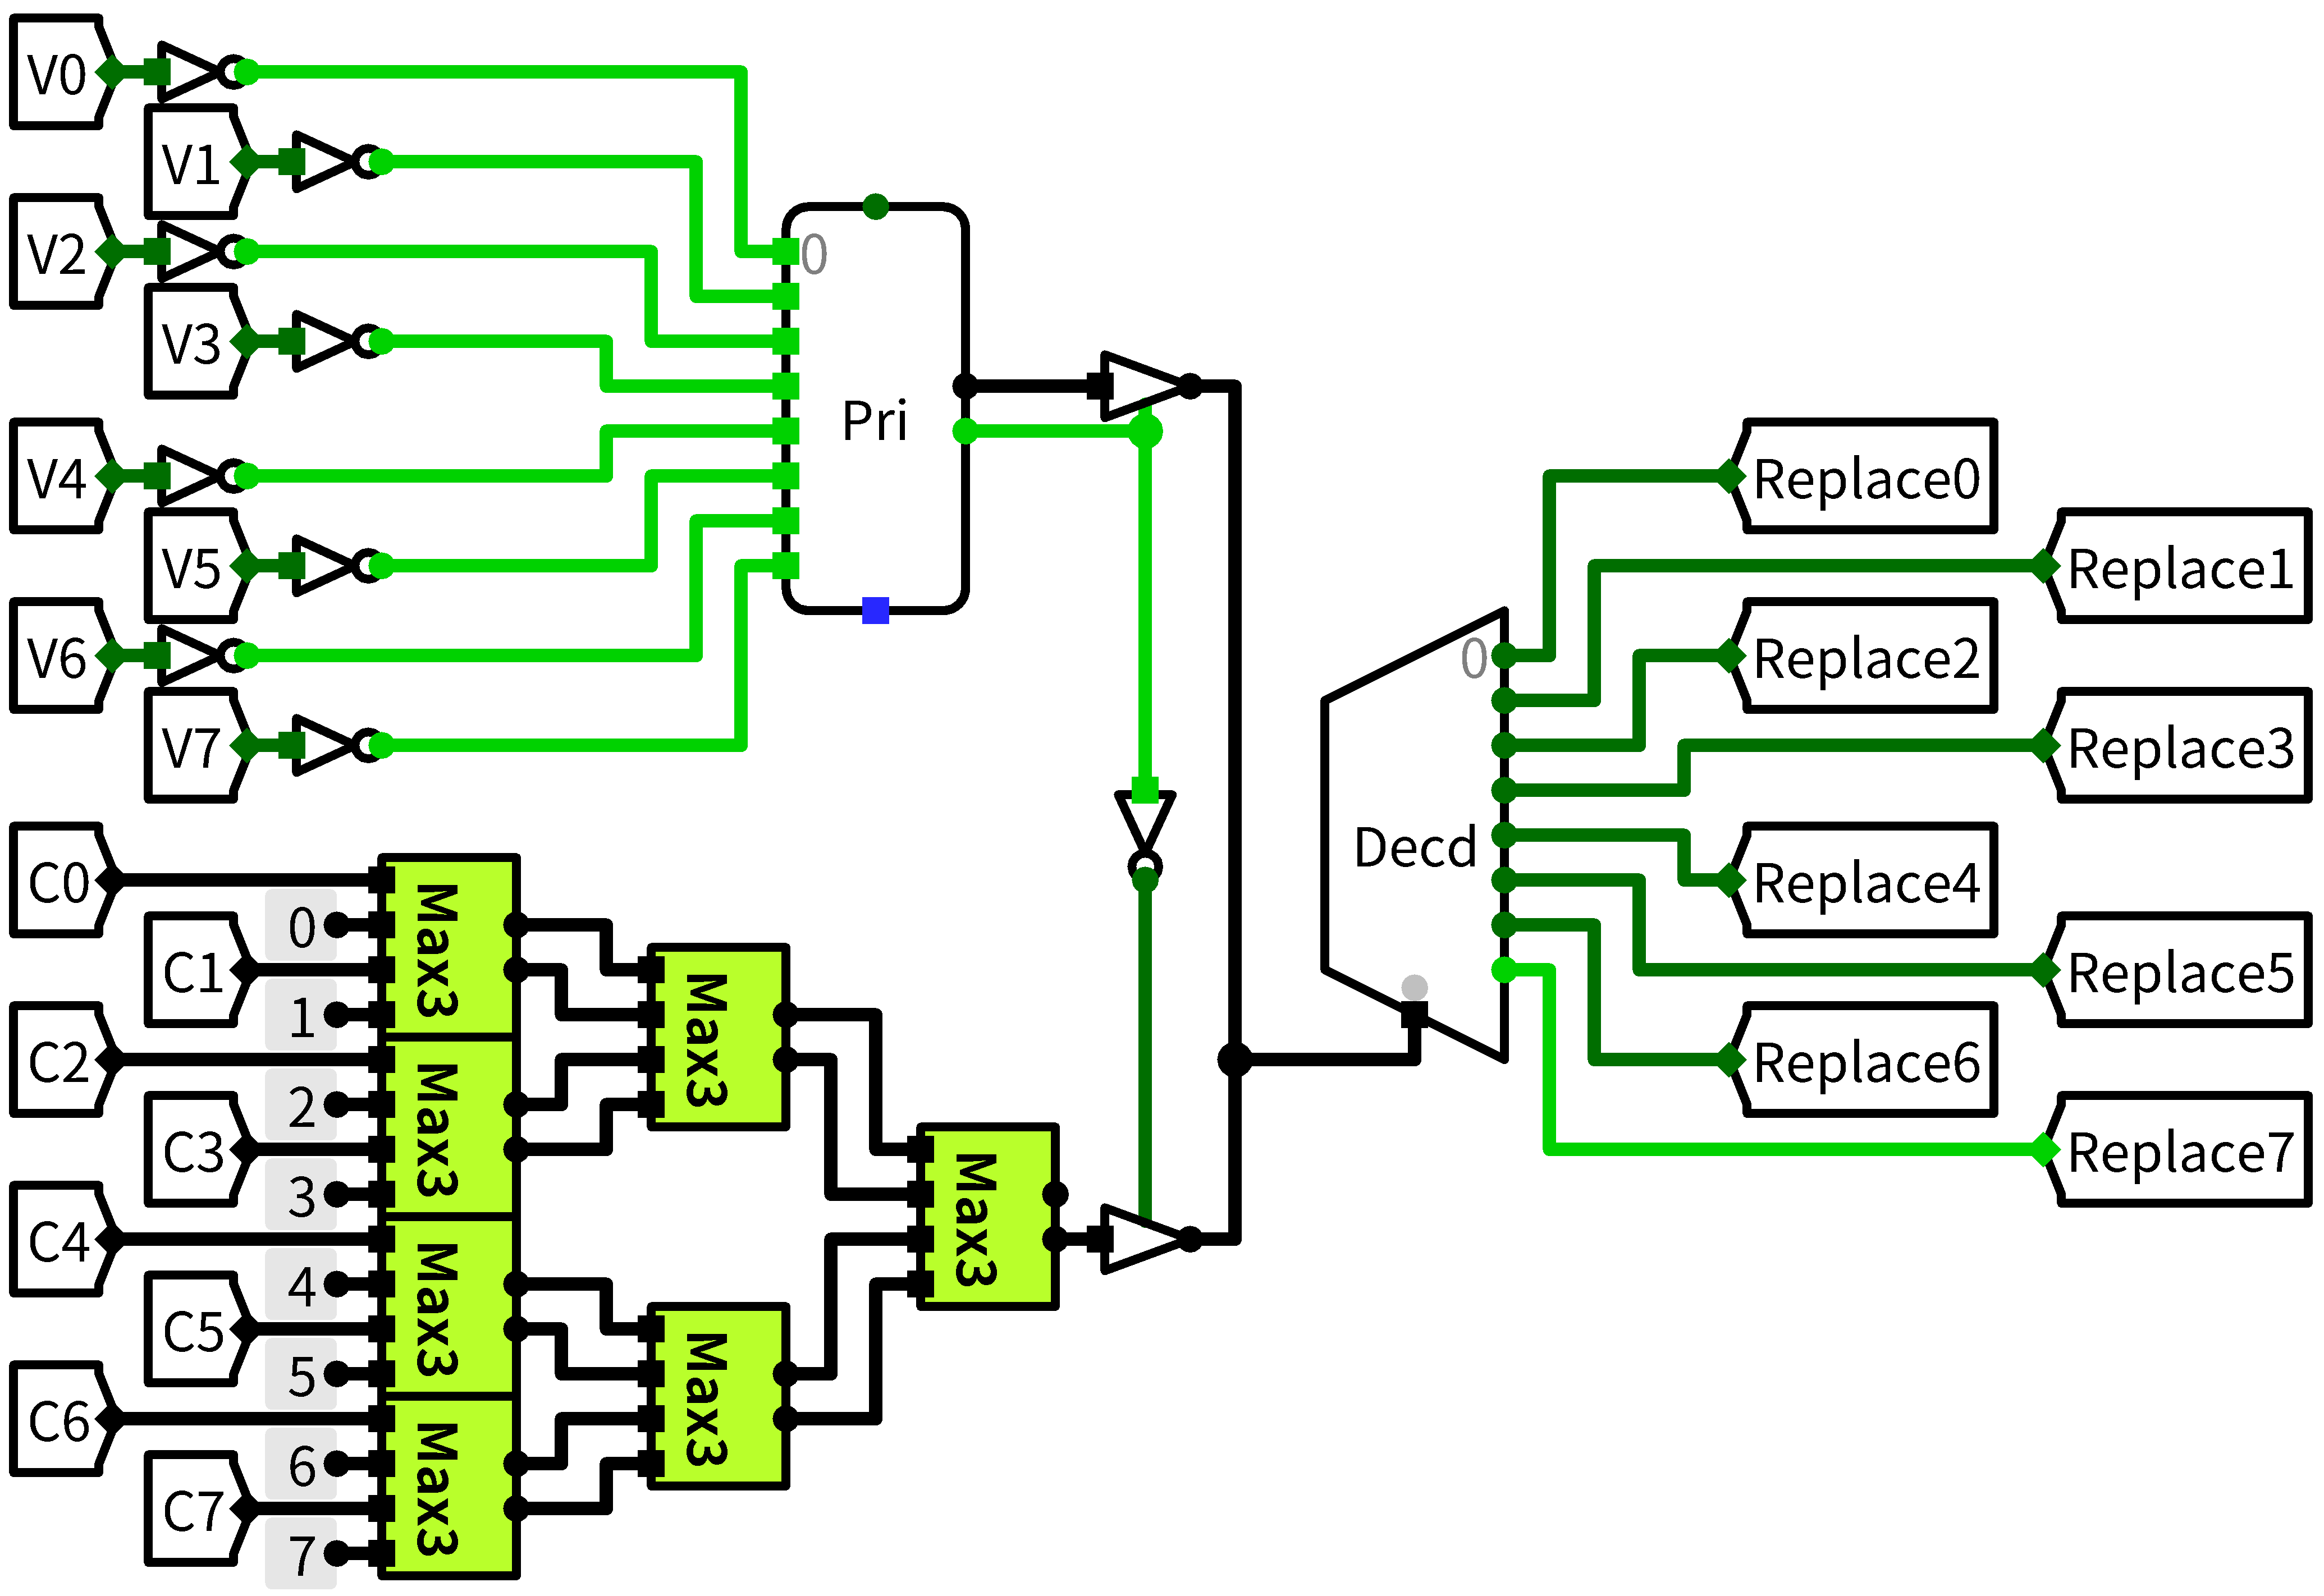 V0
V1
V2
V3
V4
V5
V6
V7
0
Pri
C0
0
C1
1
C2
2
C3
3
C4
4
C5
5
C6
6
C7
7
Max3
Max3
Max3
Max3
Max3
Max3
Max3
0
Decd
Replace0
Replace1
Replace2
Replace3
Replace4
Replace5
Replace6
Replace7